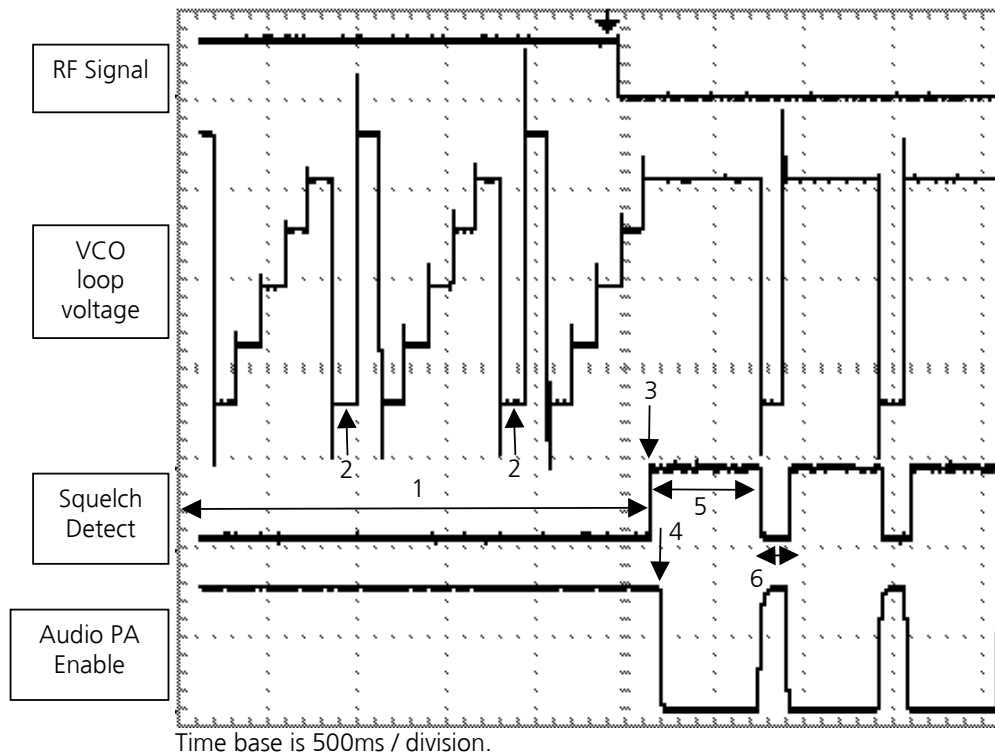 RF Signal
VCO
loop
voltage
3
2
2
1
5
Squelch
Detect
4
6
Audio PA
Enable
Time base is 500ms / division.